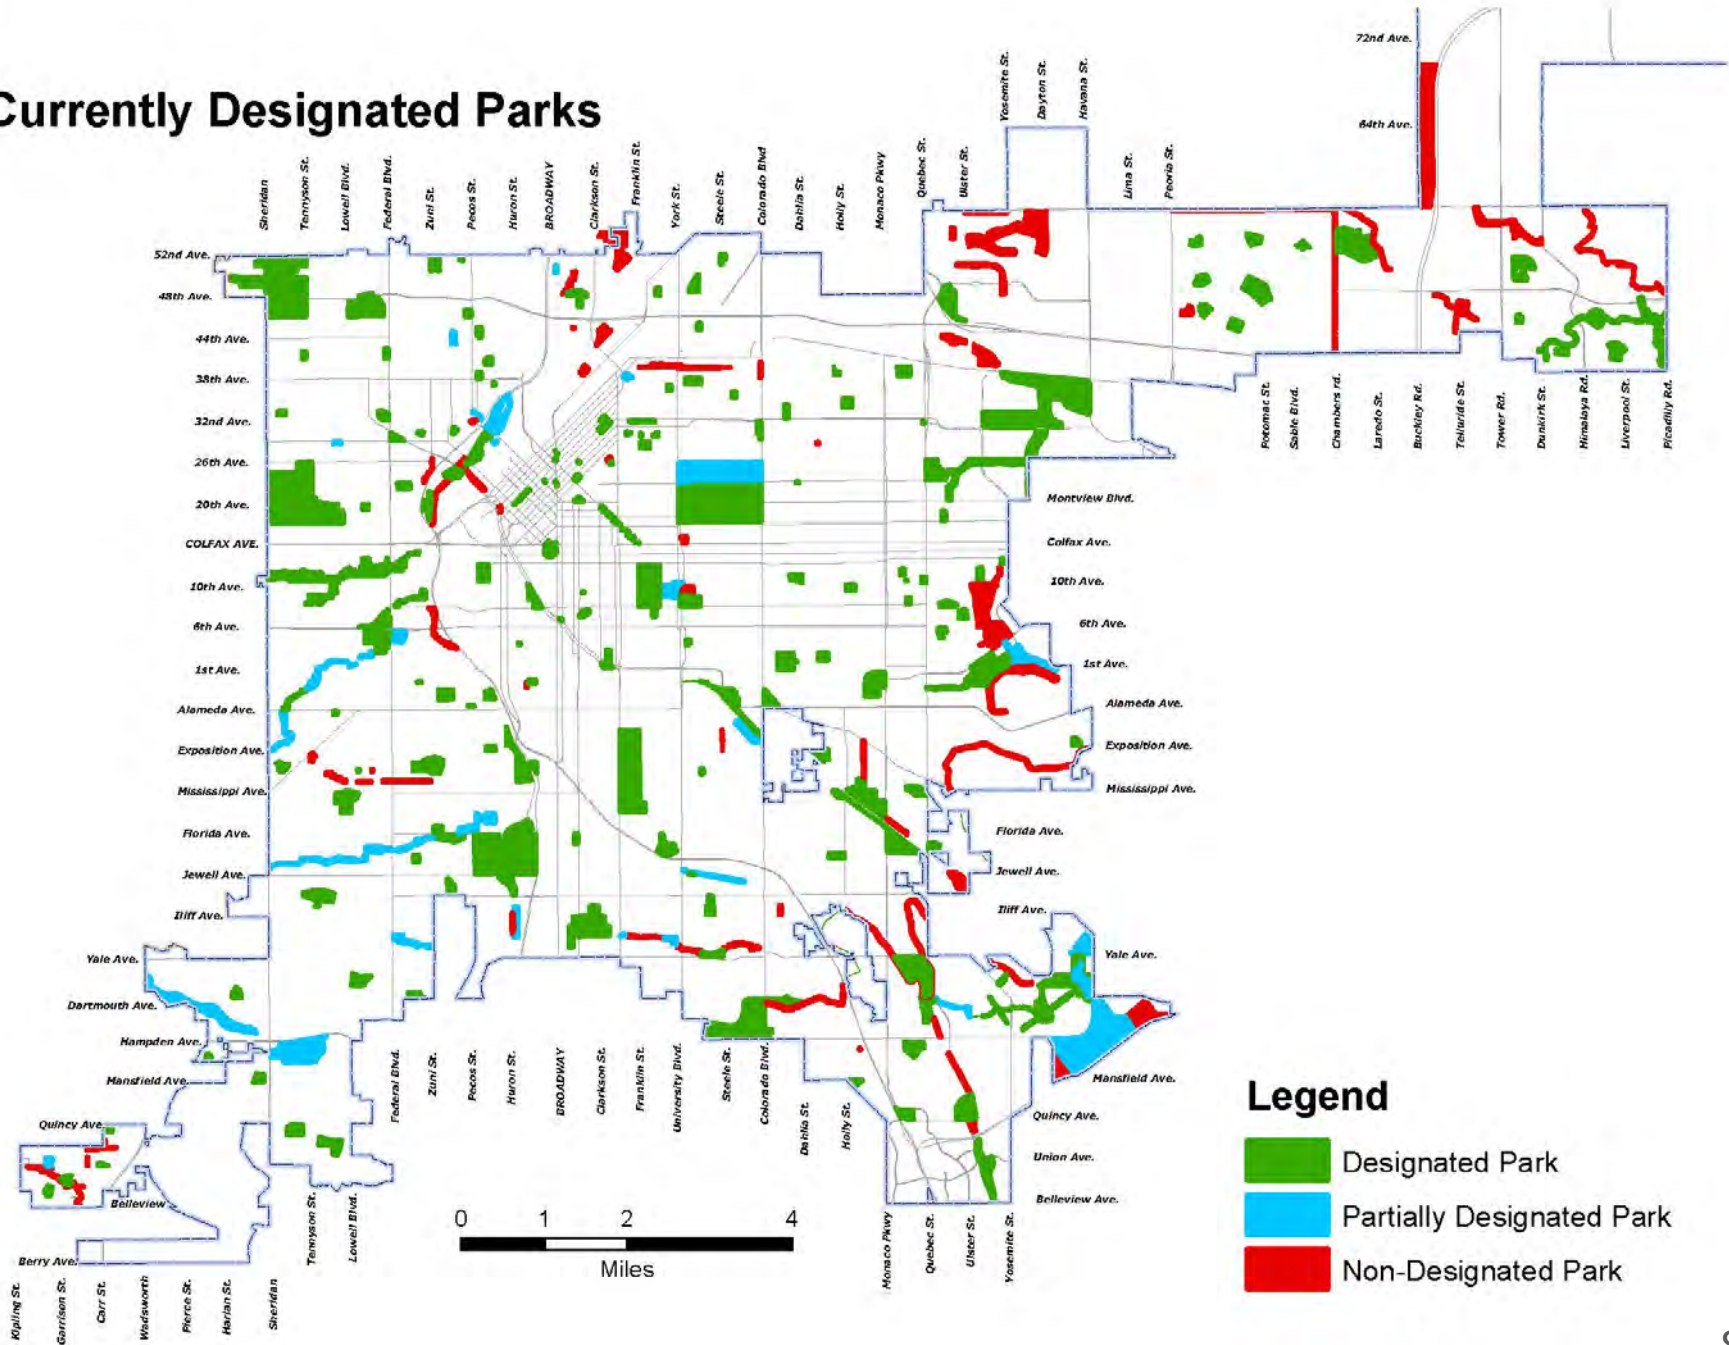 Currently Designated Parks
72nd Ave.
64th Ave.
Sheridan
Tennyson St.
Lowell Blvd.
Federal Blvd.
Zuni St.
Pecos St.
Huron St.
BROADWAY
Clarkson St.
Franklin St.
York St.
Steele St.
Colorado Blvd
Dahlia St.
Holly St.
Monaco Pkwy
Quebec St.
Ulster St.
Yosemite St.
Dayton St.
Havana St.
Lima St.
Peoria St.
52nd Ave.
48th Ave.
44th Ave.
38th Ave.
32nd Ave.
26th Ave.
20th Ave.
COLFAX AVE.
10th Ave.
6th Ave.
1st Ave.
Alameda Ave.
Exposition Ave.
Mississippi Ave.
Florida Ave.
Jewell Ave.
Iliff Ave.
Yale Ave.
Dartmouth Ave.
Hampden Ave.
Mansfield Ave.
Quincy Ave.
Belleview
Berry Ave.
Potomac St.
Sable Blvd.
Chambers rd.
Laredo St.
Buckley Rd.
Telluride St.
Tower Rd.
Dunkirk St.
Himalaya Rd.
Liverpool St.
Picadilly Rd.
Montview Blvd.
Colfax Ave.
10th Ave.
6th Ave.
1st Ave.
Alameda Ave.
Exposition Ave.
Mississippi Ave.
Florida Ave.
Jewell Ave.
Iliff Ave.
Yale Ave.
Mansfield Ave.
Quincy Ave.
Union Ave.
Belleview Ave.
Federal Blvd.
Zuni St.
Pecos St.
Huron St.
BROADWAY
Clarkson St.
Franklin St.
University Blvd.
Steele St.
Colorado Blvd.
Dahlia St.
Holly St.
Monaco Pkwy
Quebec St.
Ulster St.
Yosemite St.
Tennyson St.
Lowell Blvd.
Kipling St.
Garrison St.
Carr St.
Wadsworth
Pierce St.
Harlan St.
Sheridan
0 1 2 4
Miles
Legend
Designated Park
Partially Designated Park
Non-Designated Park